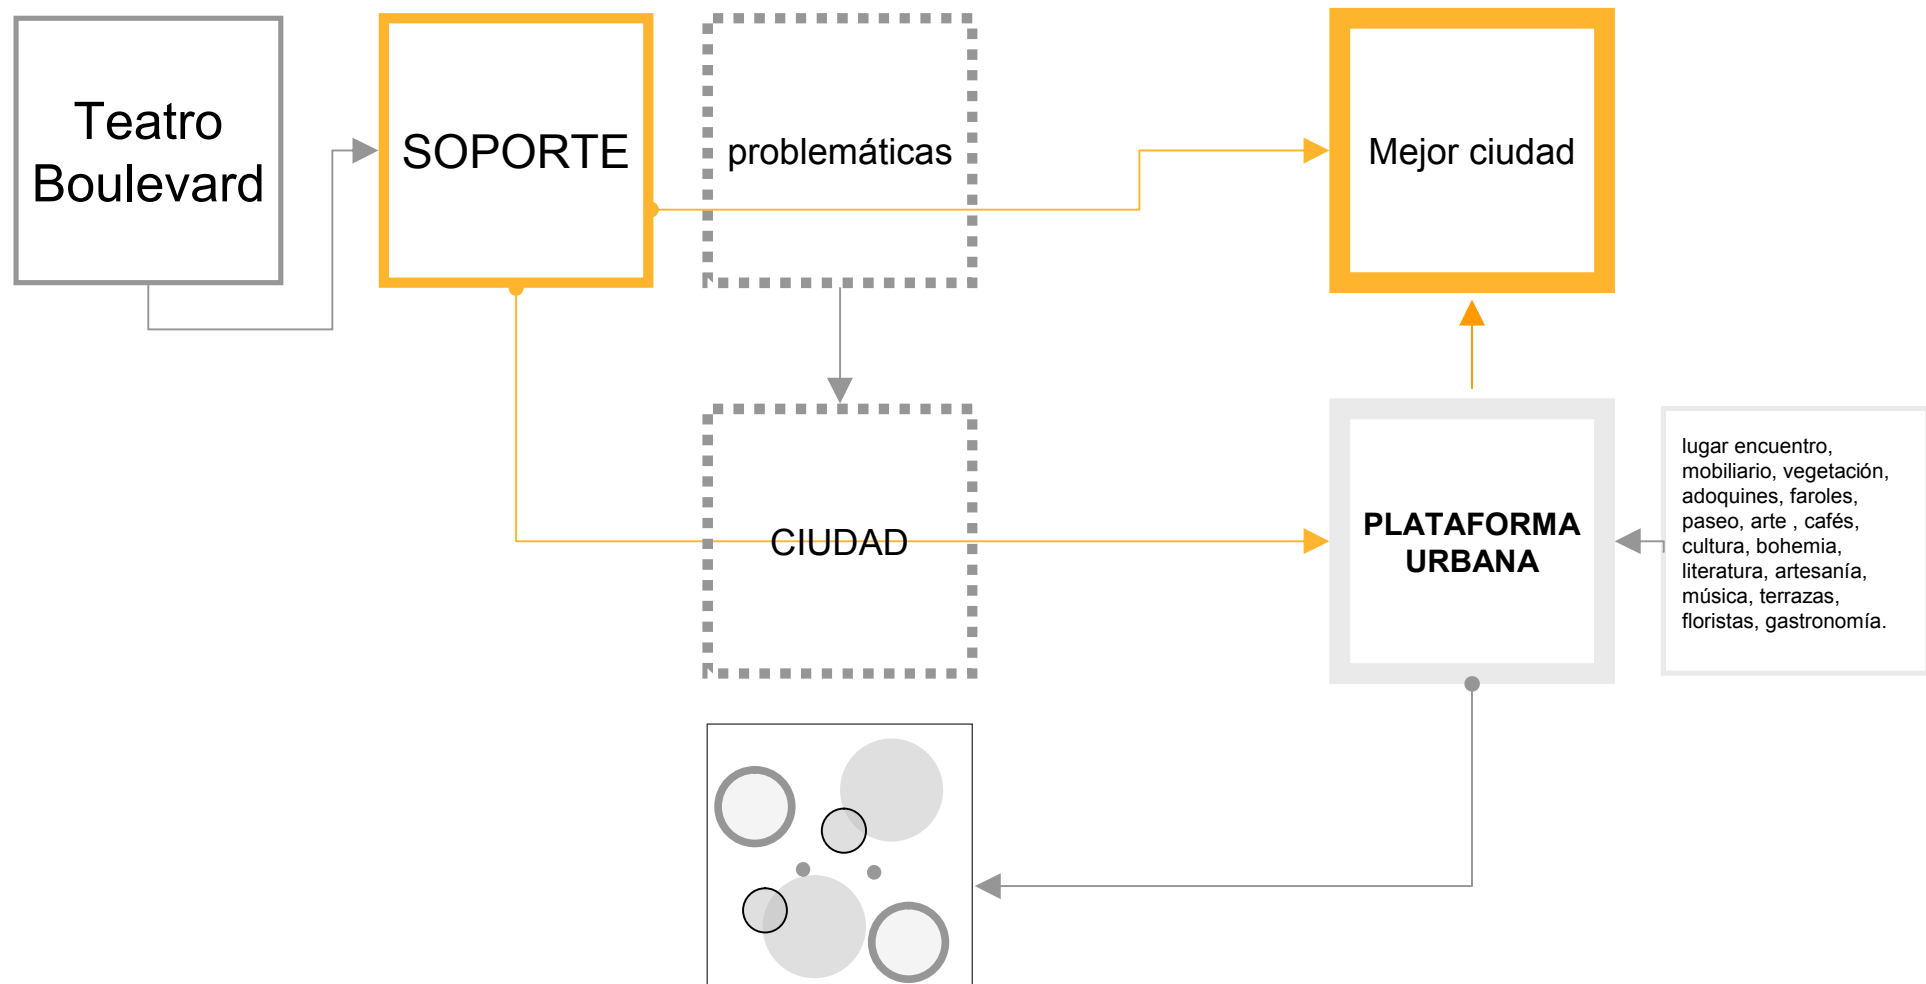 Teatro
Boulevard
SOPORTE
problemáticas
Mejor ciudad
CIUDAD
PLATAFORMA
URBANA
lugar encuentro,
mobiliario, vegetación,
adoquines, faroles,
paseo, arte , cafés,
cultura, bohemia,
literatura, artesanía,
música, terrazas,
floristas, gastronomía.